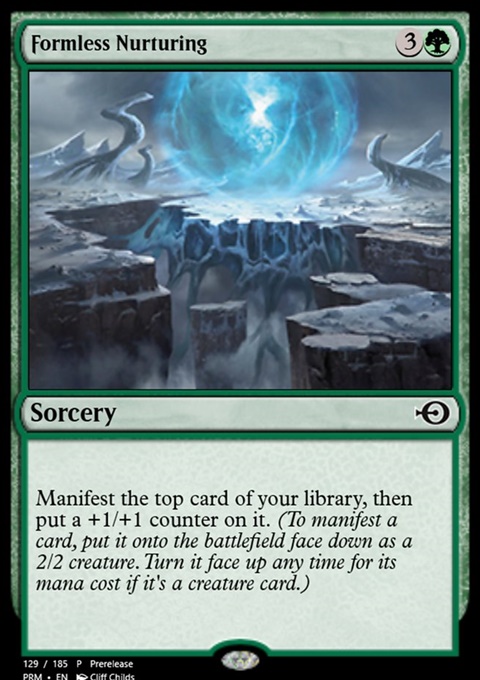 Formless Nurturing 3
Sorcery
Manifest the top card of your library, then
put a +1/+1 counter on it. (To manifest a
card, put it onto the battlefield face down as a
2/2 creature. Turn it face up any time for its
mana cost if it's a creature card.)
129 / 185 P Prerelease
PRM • EN Cliff Childs